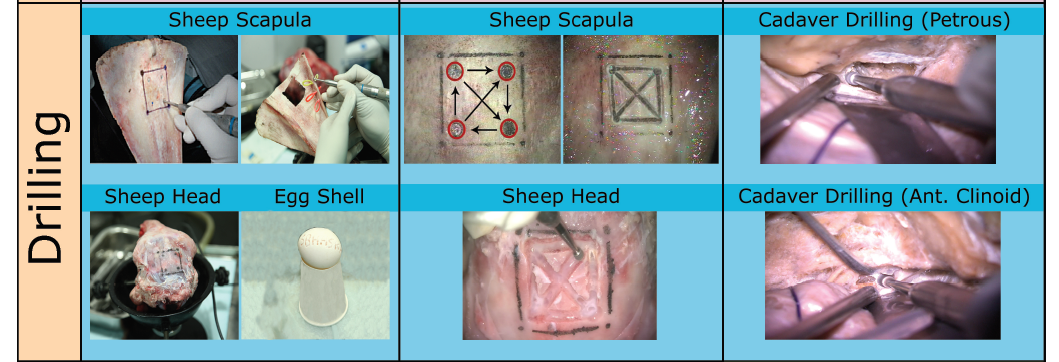 Drilling
Sheep Scapula
Sheep Head
Egg Shell
Sheep Scapula
Sheep Head
Cadaver Drilling (Petrous)
Cadaver Drilling (Ant. Clinoid)